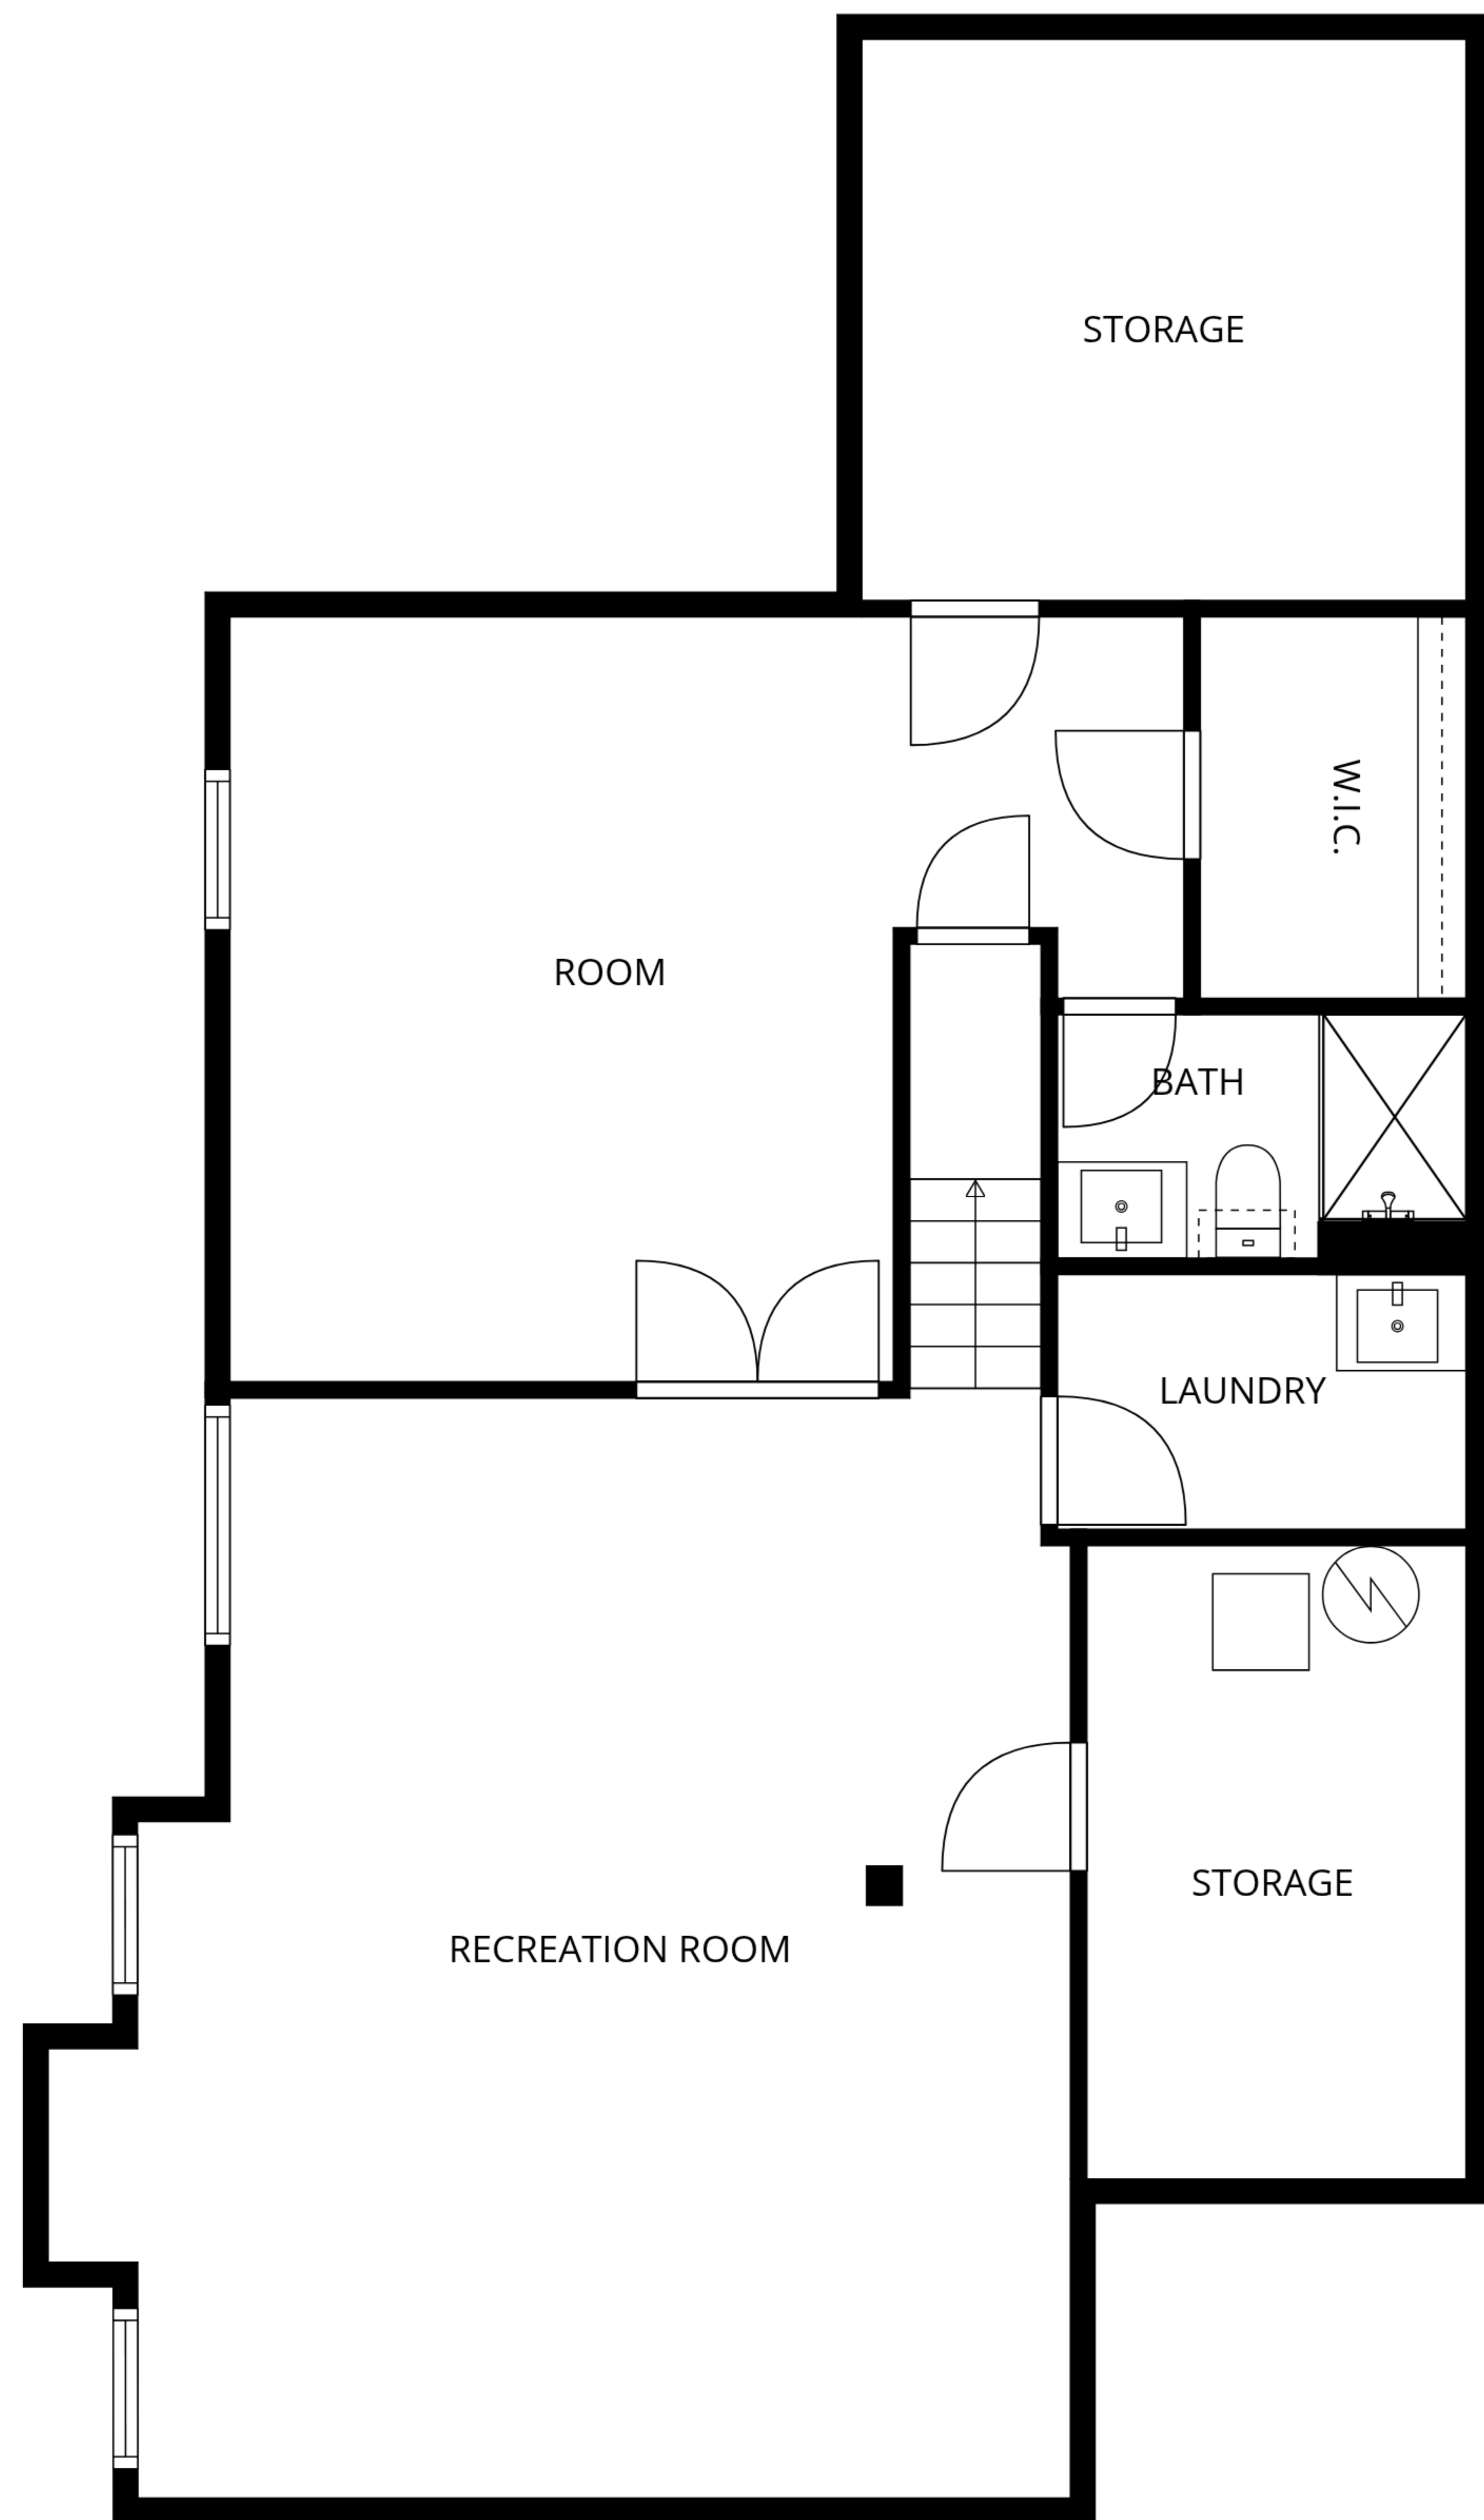 STORAGE
W.I.C.
ROOM
BATH
LAUNDRY
STORAGE
RECREATION ROOM